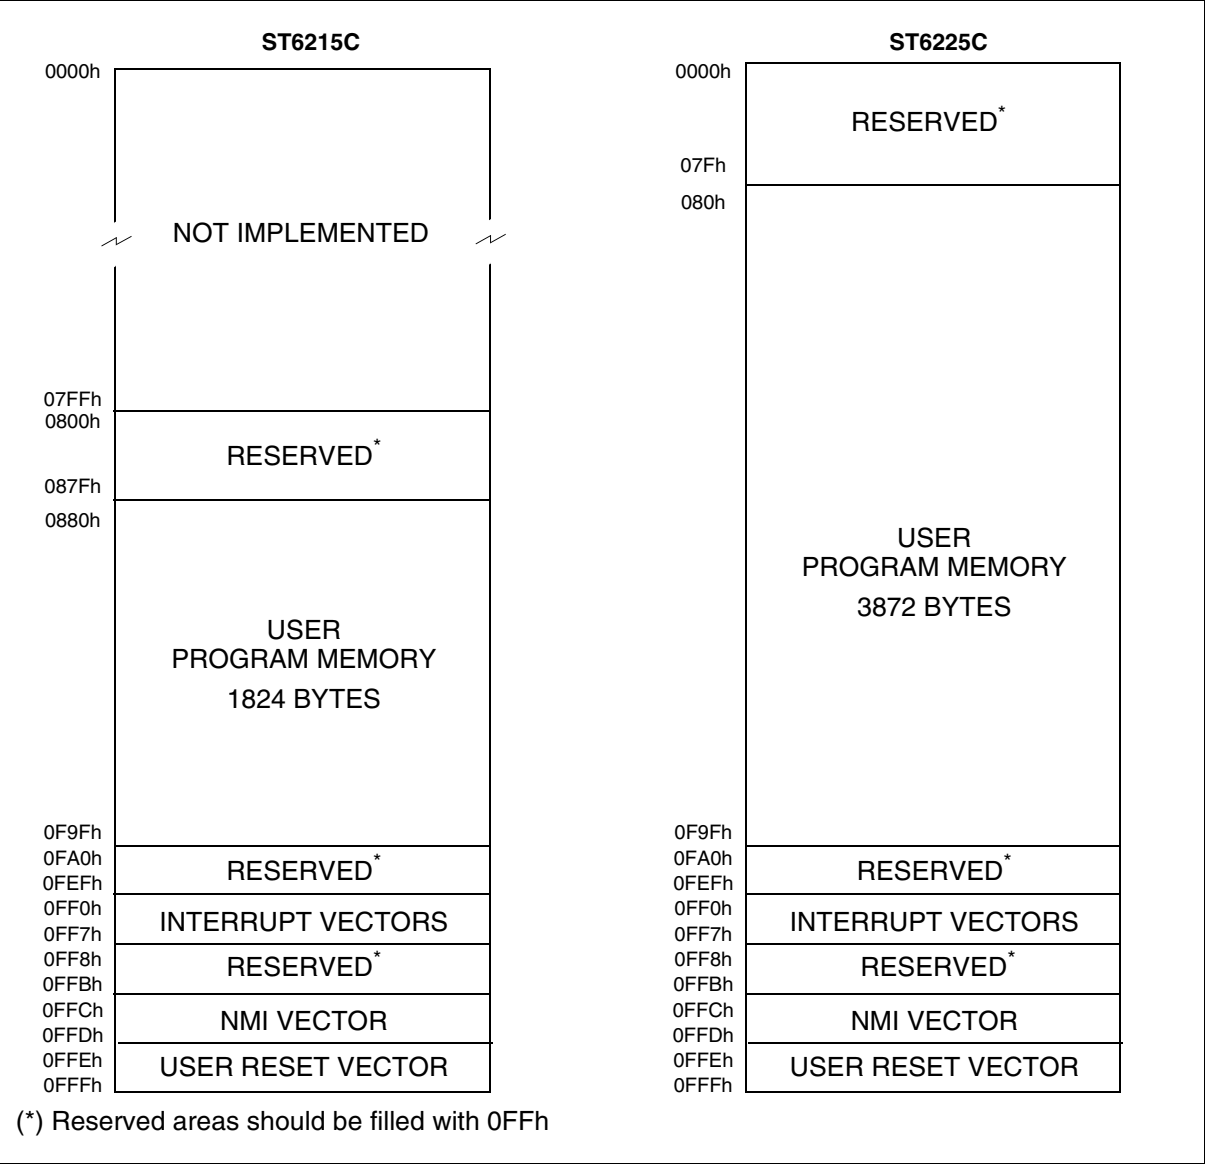 ST6215C
0000h
NOT IMPLEMENTED
07FFh
0800h
RESERVED*
087Fh
0880h
USER
PROGRAM MEMORY
1824 BYTES
0F9Fh
0FA0h
RESERVED*
0FEFh
0FF0h
INTERRUPT VECTORS
0FF7h
0FF8h
RESERVED*
0FFBh
0FFCh
NMI VECTOR
0FFDh
0FFEh
USER RESET VECTOR
0FFFh
ST6225C
0000h
RESERVED*
07Fh
080h
USER
PROGRAM MEMORY
3872 BYTES
0F9Fh
0FA0h
RESERVED*
0FEFh
0FF0h
INTERRUPT VECTORS
0FF7h
0FF8h
RESERVED*
0FFBh
0FFCh
NMI VECTOR
0FFDh
0FFEh
USER RESET VECTOR
0FFFh
(*) Reserved areas should be filled with 0FFh